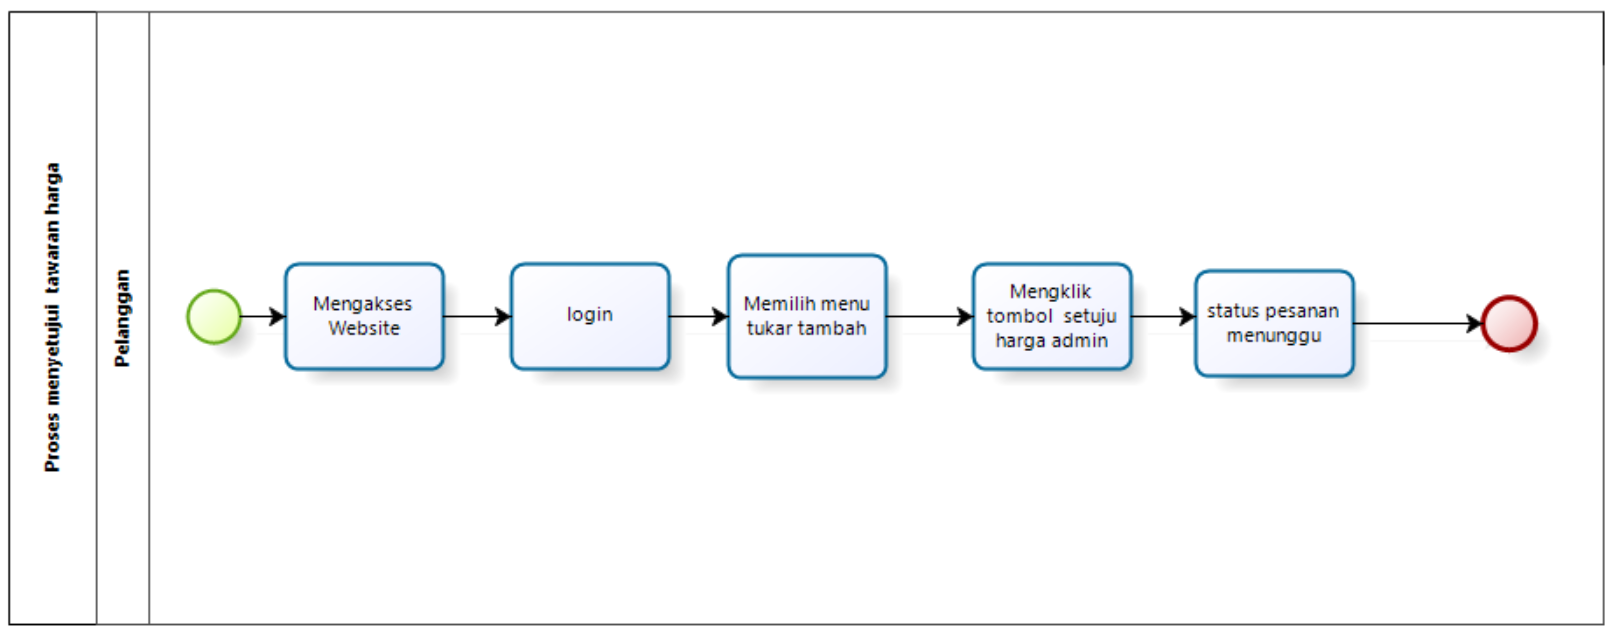 Proses menyetujui tawaran harga
Pelanggan
Mengakses
Website
login
Memilih menu
tukar tambah
Mengklik
tombol setuju
harga admin
status pesanan
menunggu